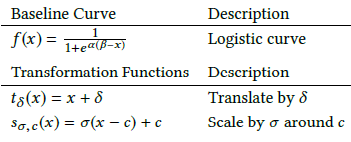 Baseline Curve Description
f(x) = 1/(1+e^{α(β−x)}) Logistic curve
Transformation Functions Description
t_δ(x) = x + δ Translate by δ
s_{σ,c}(x) = σ(x − c) + c Scale by σ around c